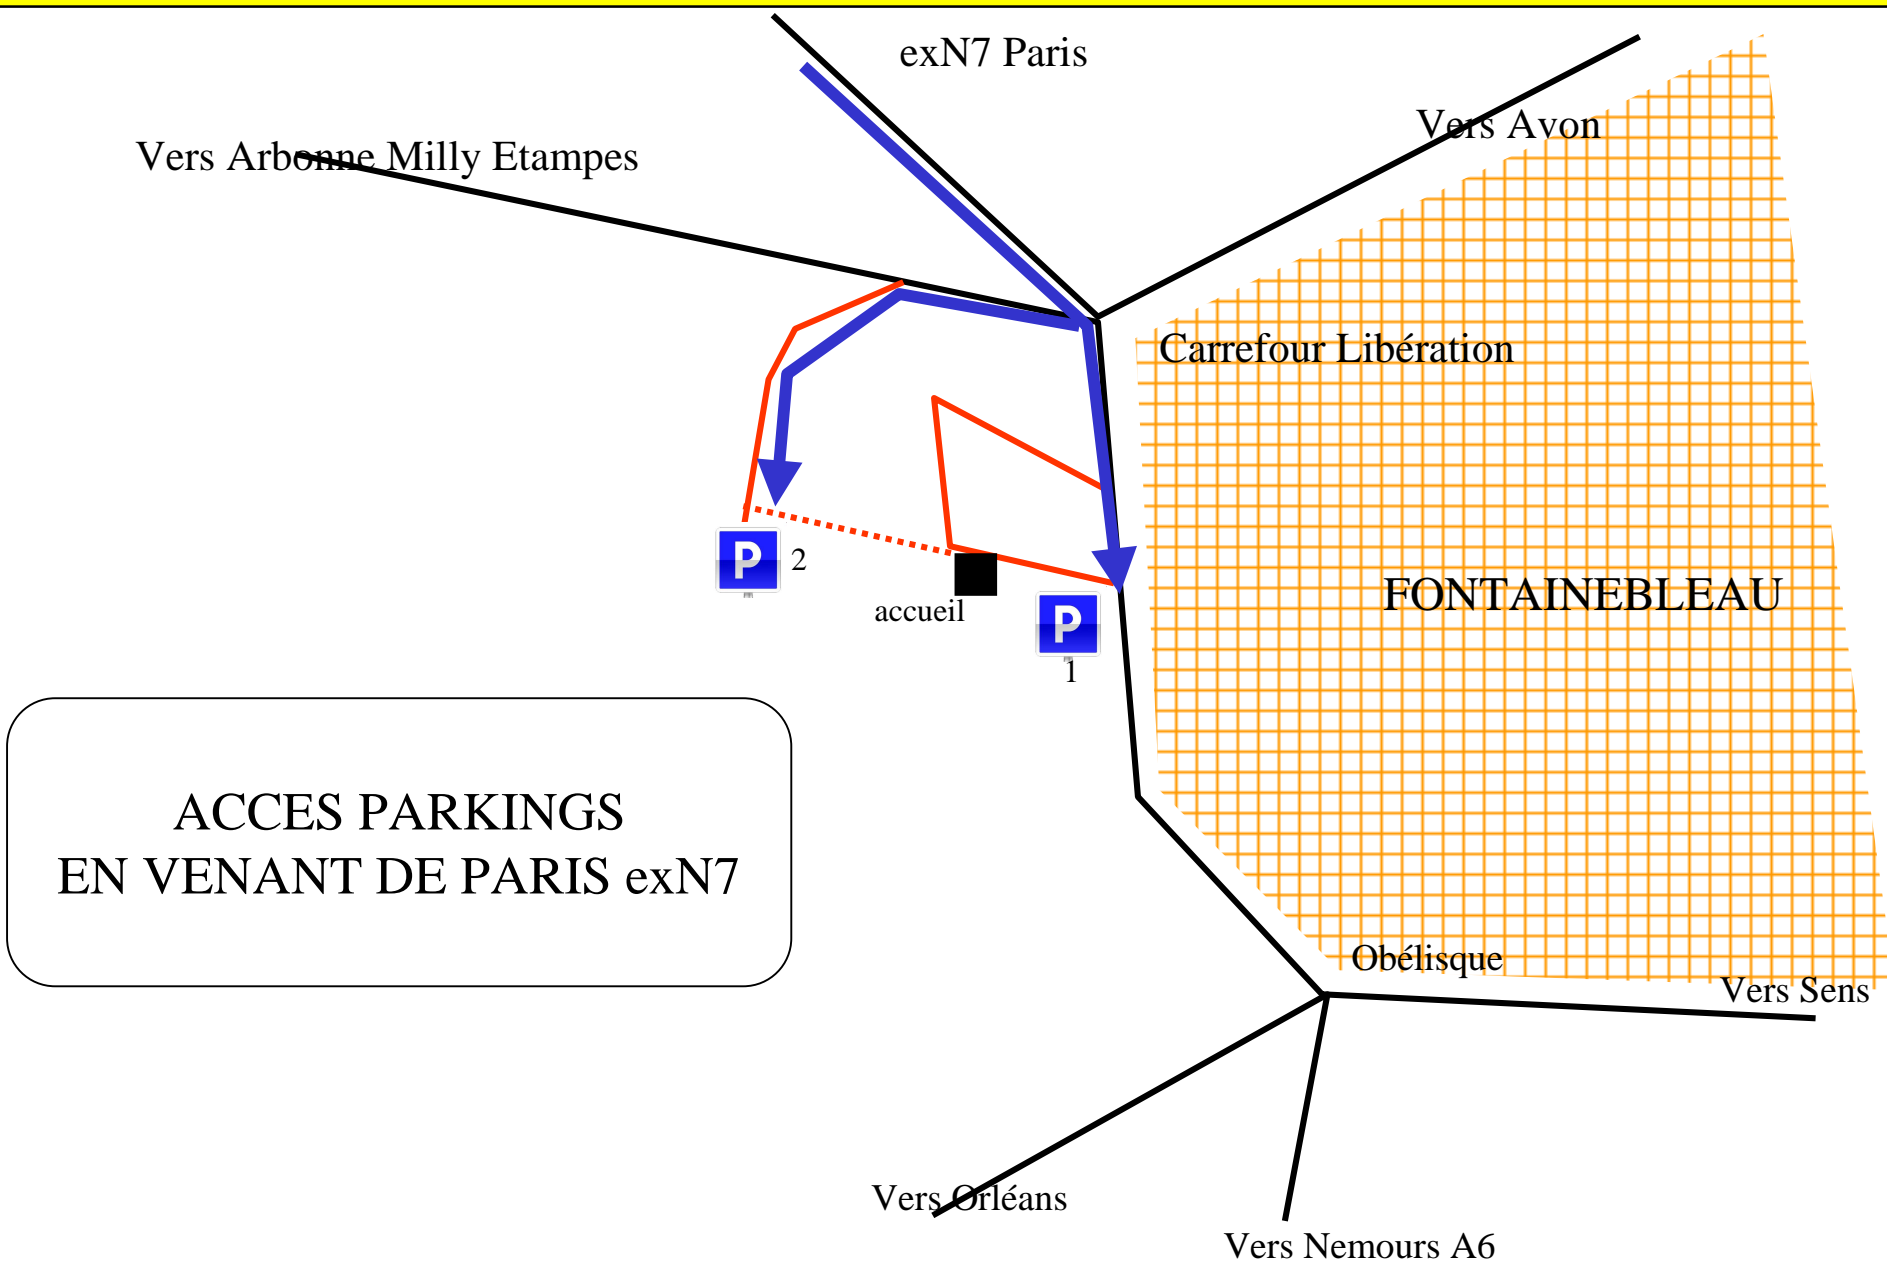 exN7 Paris
Vers Avon
Vers Arbonne Milly Etampes
Carrefour Libération
P
2
FONTAINEBLEAU
accueil
P
1
ACCES PARKINGS
EN VENANT DE PARIS exN7
Obélisque
Vers Sens
Vers Orléans
Vers Nemours A6